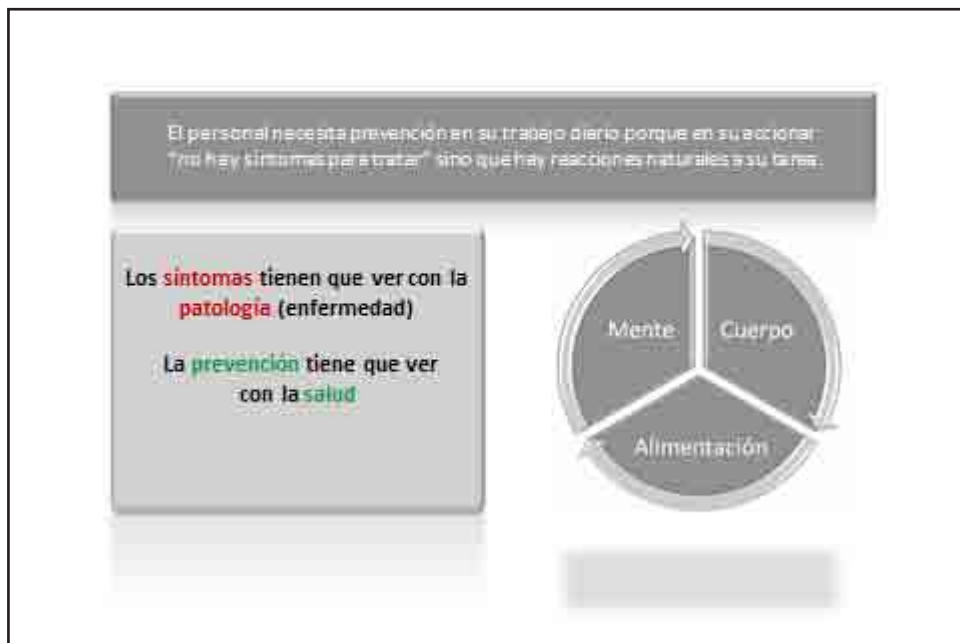 El personal necesita prevención en su trabajo diario porque en su accionar
"no hay síntomas para tratar" sino que hay reacciones naturales a su tarea.
Los síntomas tienen que ver con la
patología (enfermedad)
La prevención tiene que ver
con la salud
Mente
Cuerpo
Alimentación